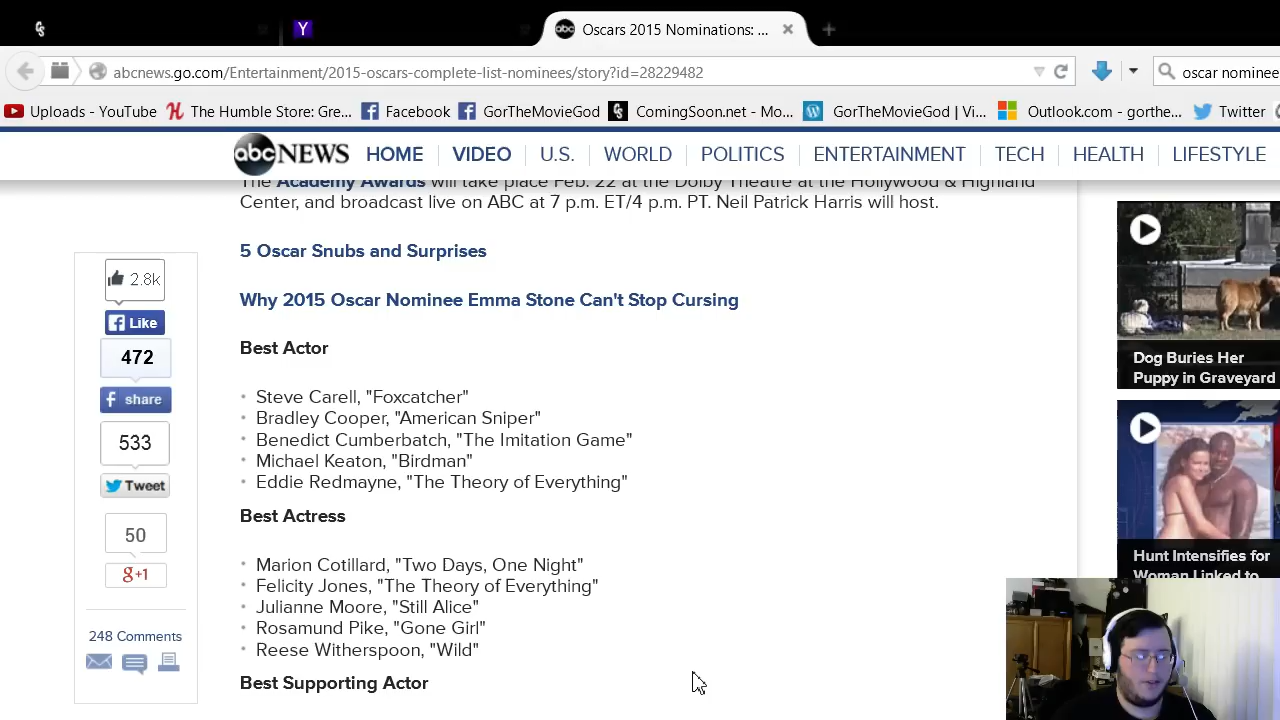 Oscars 2015 Nominations: ...
abcnews.go.com/Entertainment/2015-oscars-complete-list-nominees/story?id=28229482
oscar nominee
Uploads - YouTube
The Humble Store: Gre...
Facebook
GorTheMovieGod
ComingSoon.net - Mo...
GorTheMovieGod | Vi...
Outlook.com - gorthe...
Twitter
abc NEWS
HOME
VIDEO
U.S.
WORLD
POLITICS
ENTERTAINMENT
TECH
HEALTH
LIFESTYLE
The Academy Awards will take place Feb. 22 at the Dolby Theatre at the Hollywood & Highland
Center, and broadcast live on ABC at 7 p.m. ET/4 p.m. PT. Neil Patrick Harris will host.
5 Oscar Snubs and Surprises
Why 2015 Oscar Nominee Emma Stone Can't Stop Cursing
Best Actor
Steve Carell, "Foxcatcher"
Bradley Cooper, "American Sniper"
Benedict Cumberbatch, "The Imitation Game"
Michael Keaton, "Birdman"
Eddie Redmayne, "The Theory of Everything"
Best Actress
Marion Cotillard, "Two Days, One Night"
Felicity Jones, "The Theory of Everything"
Julianne Moore, "Still Alice"
Rosamund Pike, "Gone Girl"
Reese Witherspoon, "Wild"
Best Supporting Actor
2.8k
Like
472
share
533
Tweet
50
g+1
248 Comments
Dog Buries Her
Puppy in Graveyard
Hunt Intensifies for
Woman Linked to